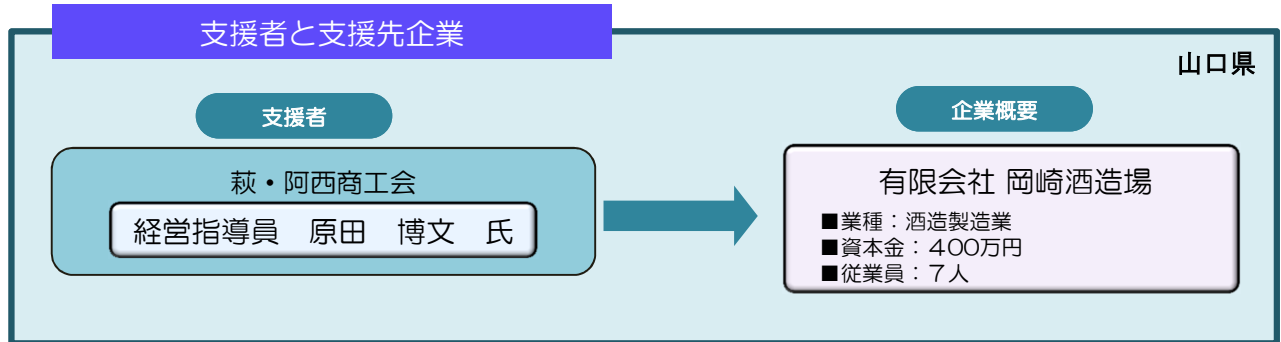 支援者と支援先企業
山口県
支援者
萩・阿西商工会
経営指導員 原田 博文 氏
企業概要
有限会社 岡崎酒造場
■業種：酒造製造業
■資本金：４００万円
■従業員：７人